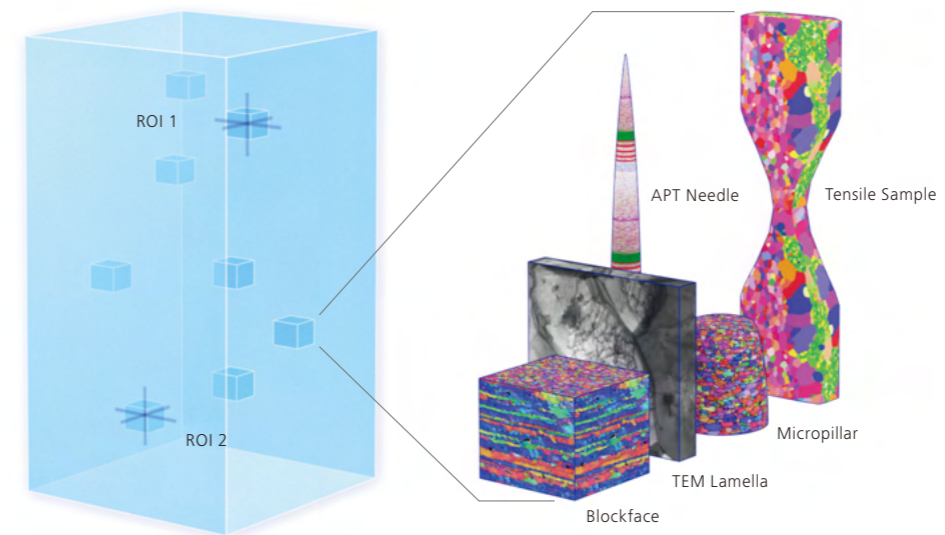 ROI 1
APT Needle
Tensile Sample
Micropillar
ROI 2
TEM Lamella
Blockface